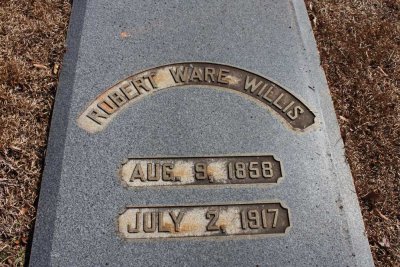 ROBERT WARE WILLIS
AUG. 9, 1858
JULY 2, 1917